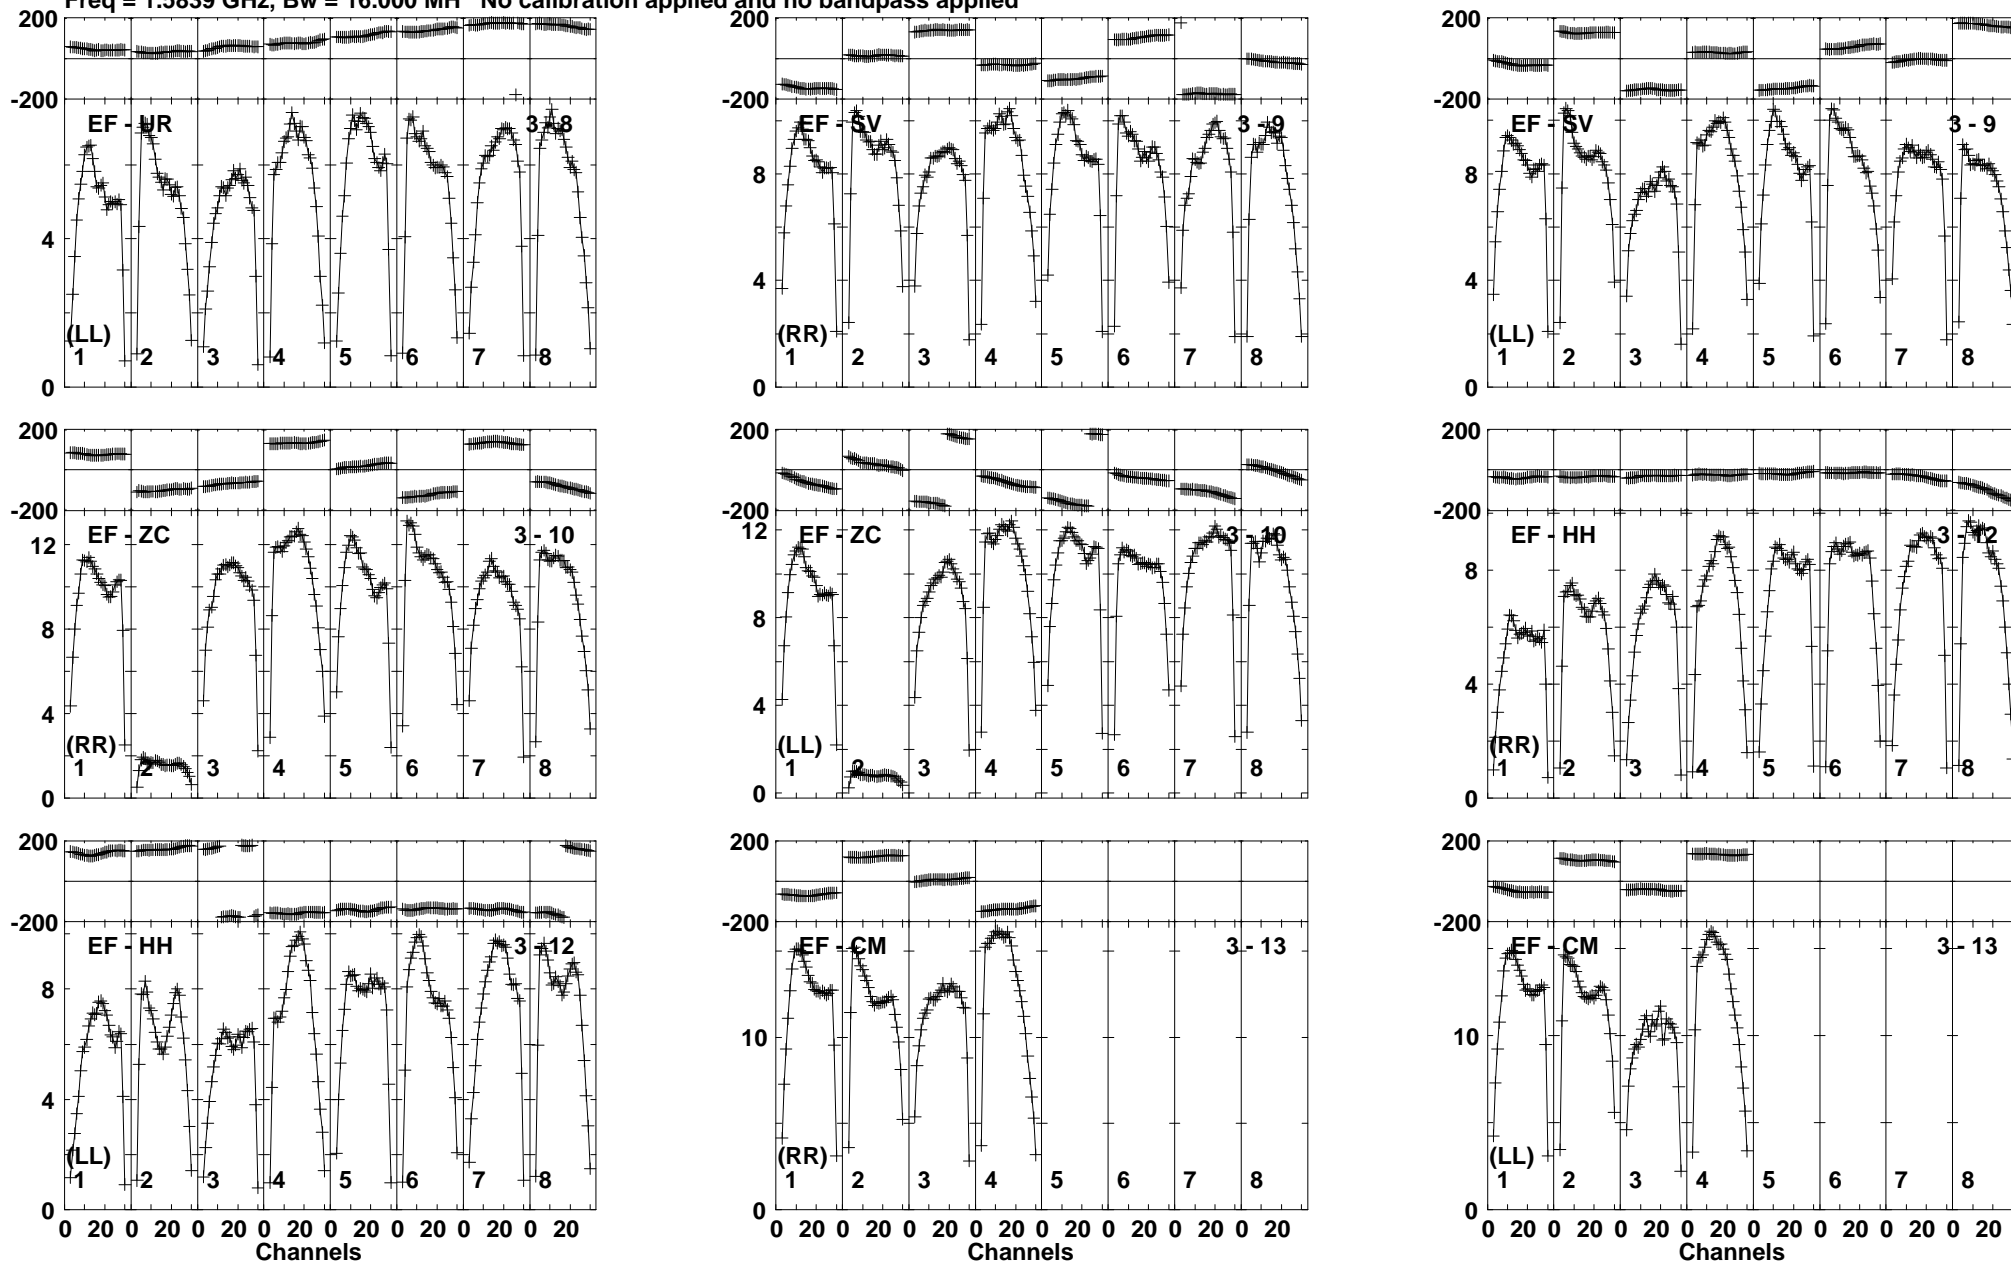 Freq = 1.5839 GHz, Bw = 16.000 MH No calibration applied and no bandpass applied
200 200 200
-200 -200 -200
EF - UR 3 - 8 EF - SV 3 - 9 EF - SV 3 - 9
8 8
4 4 4
(LL) (RR) (LL)
1 2 3 4 5 6 7 8 1 2 3 4 5 6 7 8 1 2 3 4 5 6 7 8
0 0 0
200 200 200
-200 -200 -200
EF - ZC 3 - 10 EF - ZC 3 - 10 EF - HH 3 - 12
12 12
8 8 8
4 4 4
(RR) (LL) (RR)
1 2 3 4 5 6 7 8 1 2 3 4 5 6 7 8 1 2 3 4 5 6 7 8
0 0 0
200 200 200
-200 -200 -200
EF - HH 3 - 12 EF - CM 3 - 13 EF - CM 3 - 13
8
10 10
4
(LL) (RR) (LL)
1 2 3 4 5 6 7 8 1 2 3 4 5 6 7 8 1 2 3 4 5 6 7 8
0 0 0
0 20 0 20 0 20 0 20 0 20 0 20 0 20 0 20 0 20 0 20 0 20 0 20 0 20 0 20 0 20 0 20 0 20 0 20 0 20 0 20 0 20 0 20 0 20 0 20
Channels Channels Channels